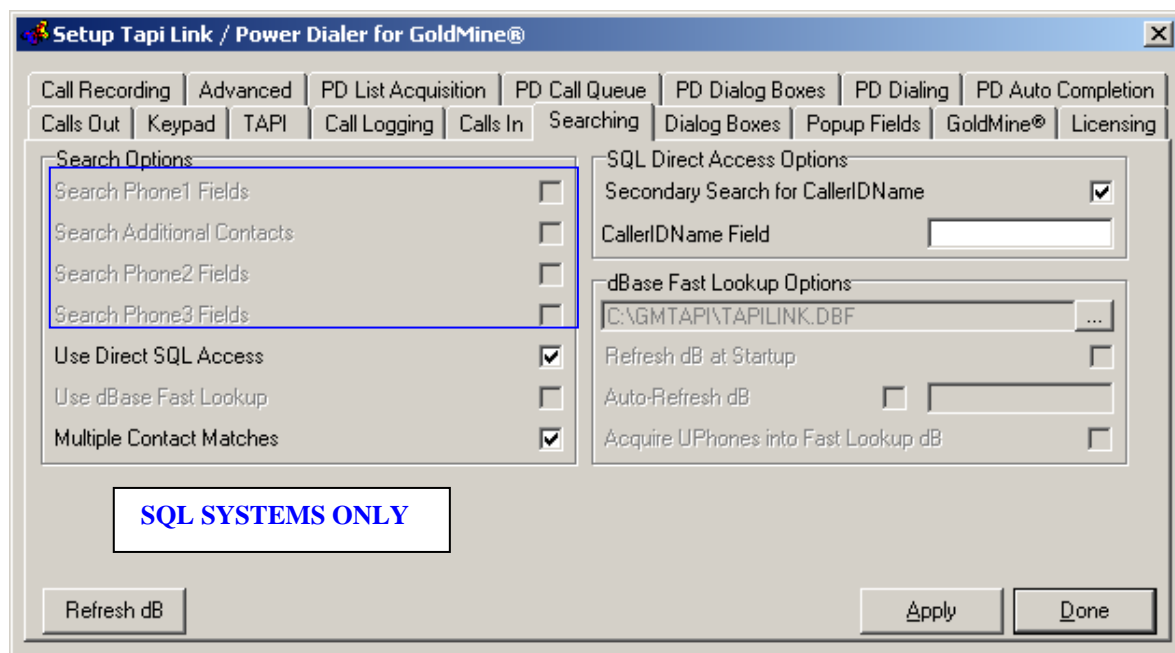 Setup Tapi Link / Power Dialer for GoldMine®
Call Recording Advanced PD List Acquisition PD Call Queue PD Dialog Boxes PD Dialing PD Auto Completion
Calls Out Keypad TAPI Call Logging Calls In Searching Dialog Boxes Popup Fields GoldMine® Licensing
Search Options
Search Phone1 Fields
Search Additional Contacts
Search Phone2 Fields
Search Phone3 Fields
Use Direct SQL Access
Use dBase Fast Lookup
Multiple Contact Matches
SQL Direct Access Options
Secondary Search for CallerIDName
CallerIDName Field
dBase Fast Lookup Options
C:\GMTAPI\TAPILINK.DBF ...
Refresh dB at Startup
Auto-Refresh dB
Acquire UPhones into Fast Lookup dB
SQL SYSTEMS ONLY
Refresh dB Apply Done